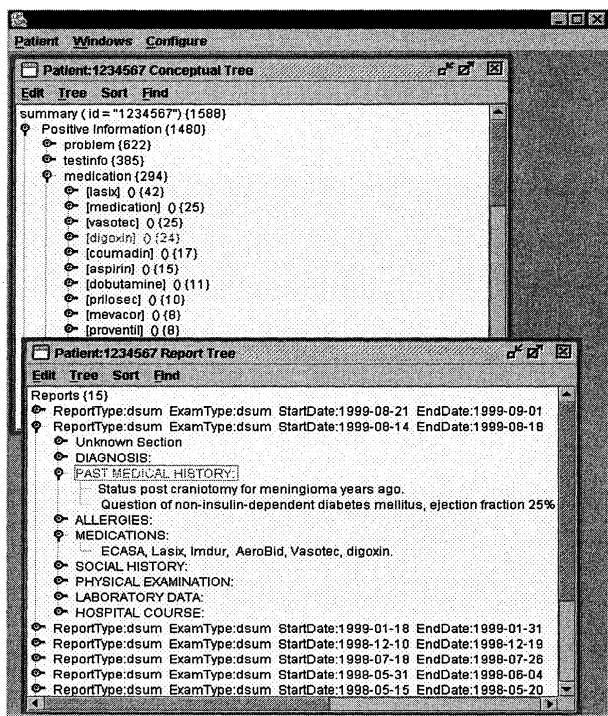 Patient Windows Configure
Patient:1234567 Conceptual Tree
Edit Tree Sort Find
summary ( id = "1234567") {1588}
Positive Information {1480}
problem {622}
testinfo {385}
medication {294}
[lasix] () {42}
[medication] () {25}
[vasotec] () {25}
[digoxin] () {24}
[coumadin] () {17}
[aspirin] () {15}
[dobutamine] () {11}
[prilosec] () {10}
[mevacor] () {8}
[proventil] () {8}
Patient:1234567 Report Tree
Edit Tree Sort Find
Reports {15}
ReportType:dsum ExamType:dsum StartDate:1999-08-21 EndDate:1999-09-01
ReportType:dsum ExamType:dsum StartDate:1999-08-14 EndDate:1999-08-18
Unknown Section
DIAGNOSIS:
PAST MEDICAL HISTORY:
Status post craniotomy for meningioma years ago.
Question of non-insulin-dependent diabetes mellitus, ejection fraction 25%
ALLERGIES:
MEDICATIONS:
ECASA, Lasix, Imdur, AeroBid, Vasotec, digoxin.
SOCIAL HISTORY:
PHYSICAL EXAMINATION:
LABORATORY DATA:
HOSPITAL COURSE:
ReportType:dsum ExamType:dsum StartDate:1999-01-18 EndDate:1999-01-31
ReportType:dsum ExamType:dsum StartDate:1998-12-10 EndDate:1998-12-19
ReportType:dsum ExamType:dsum StartDate:1998-07-18 EndDate:1998-07-26
ReportType:dsum ExamType:dsum StartDate:1998-05-31 EndDate:1998-06-04
ReportType:dsum ExamType:dsum StartDate:1998-05-15 EndDate:1998-05-20